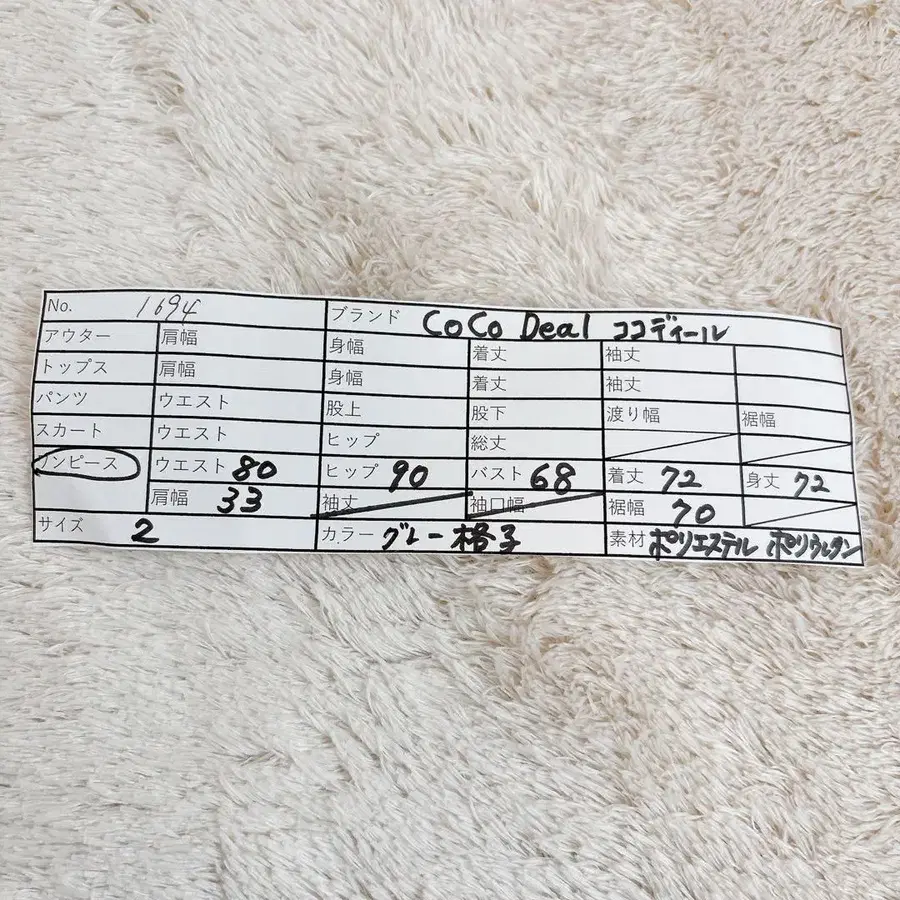 No. 1694 ブランド CoCo Deal ココディール
アウター 肩幅 身幅 着丈 袖丈
トップス 肩幅 身幅 着丈 袖丈
パンツ ウエスト 股上 股下 渡り幅 裾幅
スカート ウエスト ヒップ 総丈
ワンピース ウエスト 80 ヒップ 90 バスト 68 着丈 72 身丈 72
肩幅 33 袖丈 袖口幅 裾幅 70
サイズ 2 カラー グレー格子 素材 ポリエステル ポリウレタン